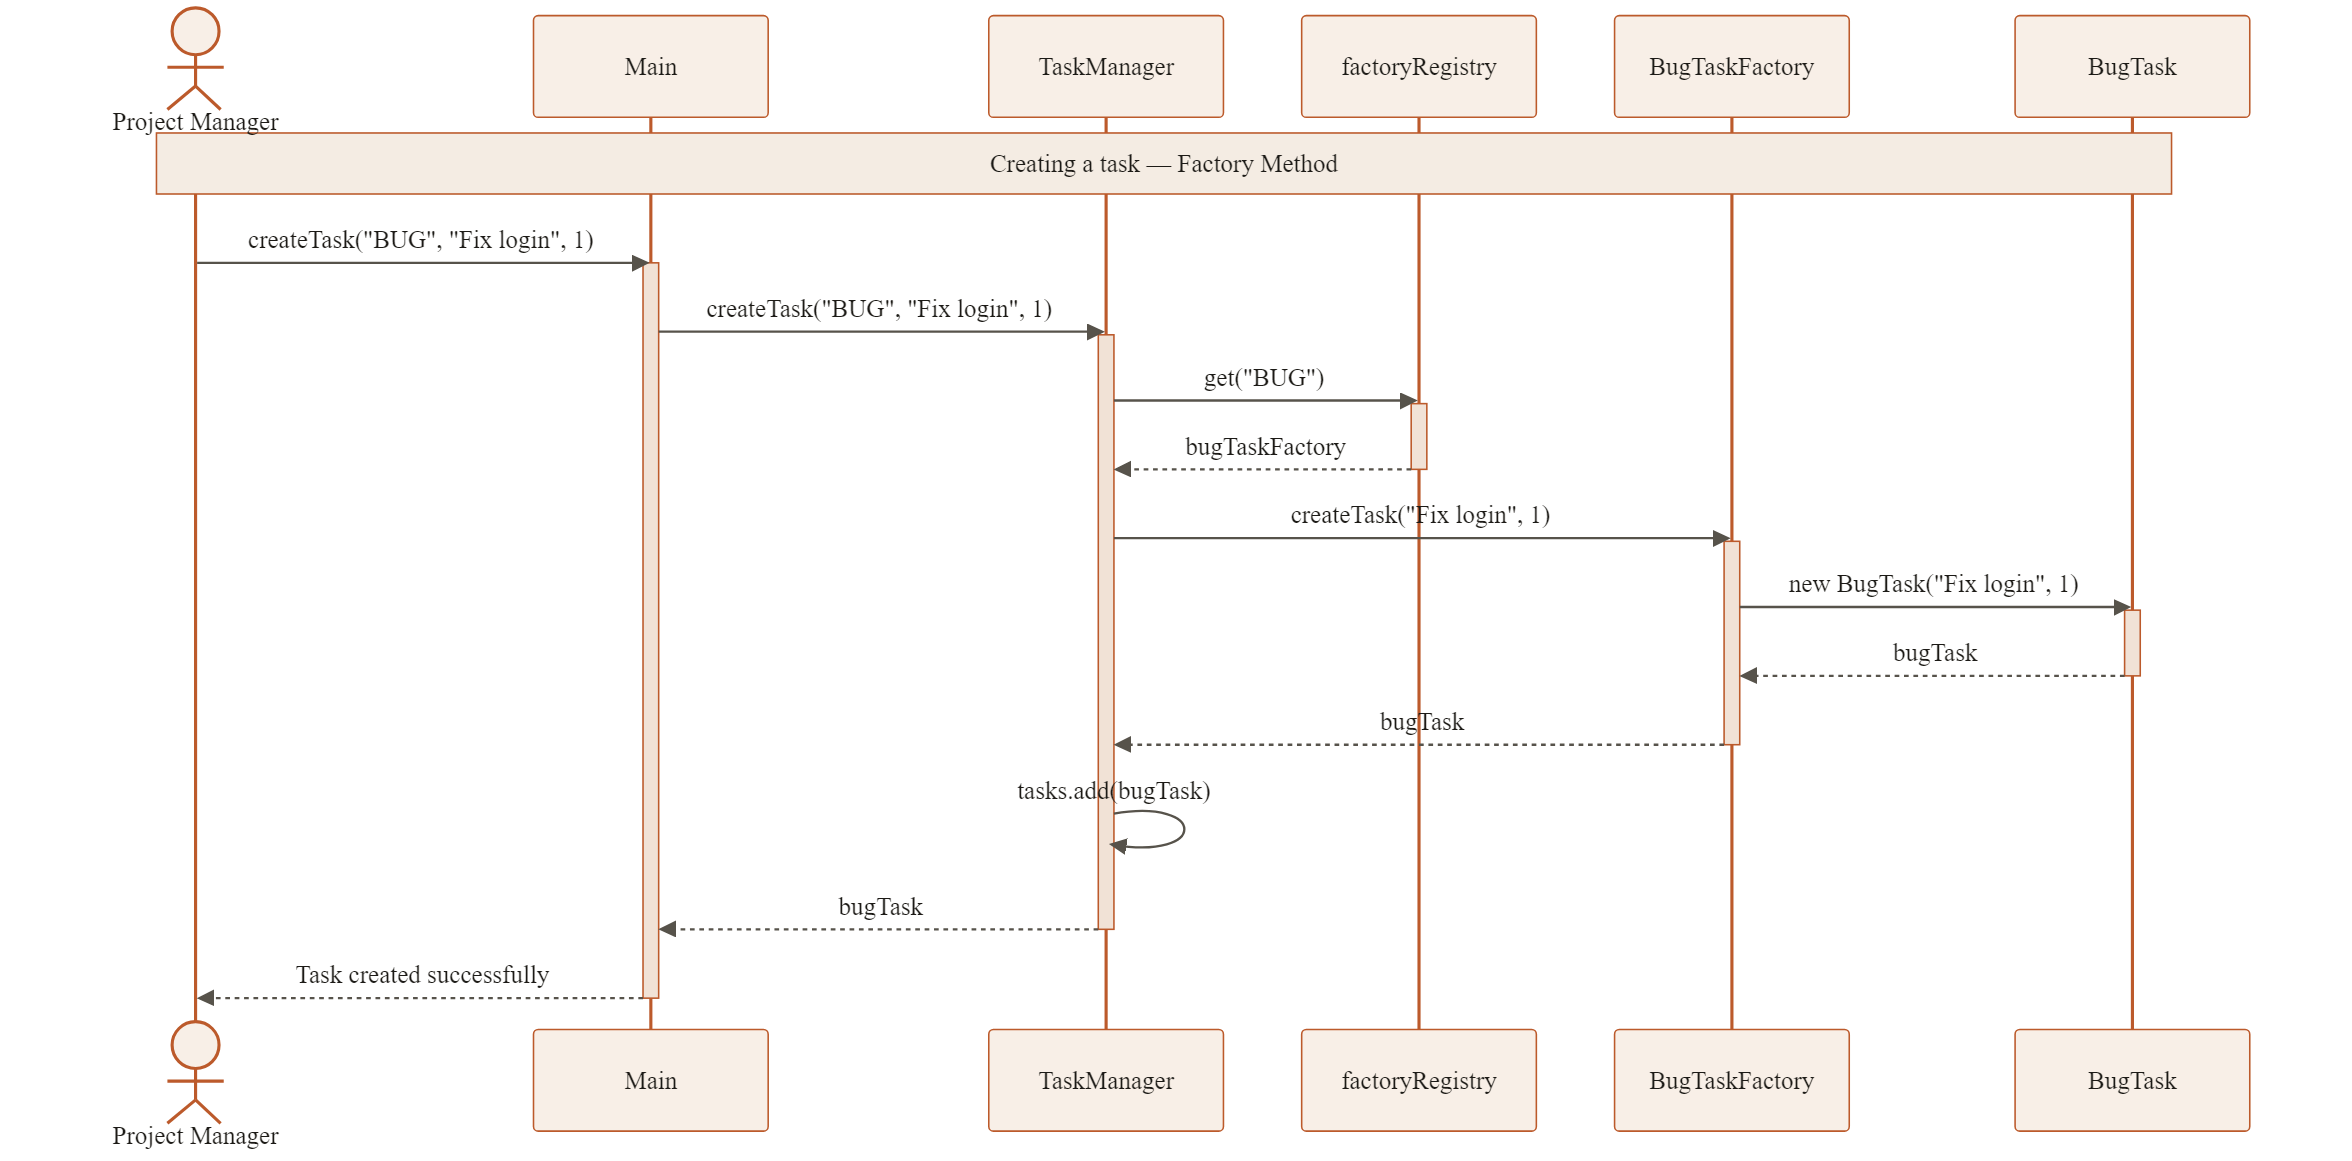 Project Manager
Main
TaskManager
factoryRegistry
BugTaskFactory
BugTask
Creating a task — Factory Method
createTask("BUG", "Fix login", 1)
createTask("BUG", "Fix login", 1)
get("BUG")
bugTaskFactory
createTask("Fix login", 1)
new BugTask("Fix login", 1)
bugTask
bugTask
tasks.add(bugTask)
bugTask
Task created successfully
Project Manager
Main
TaskManager
factoryRegistry
BugTaskFactory
BugTask